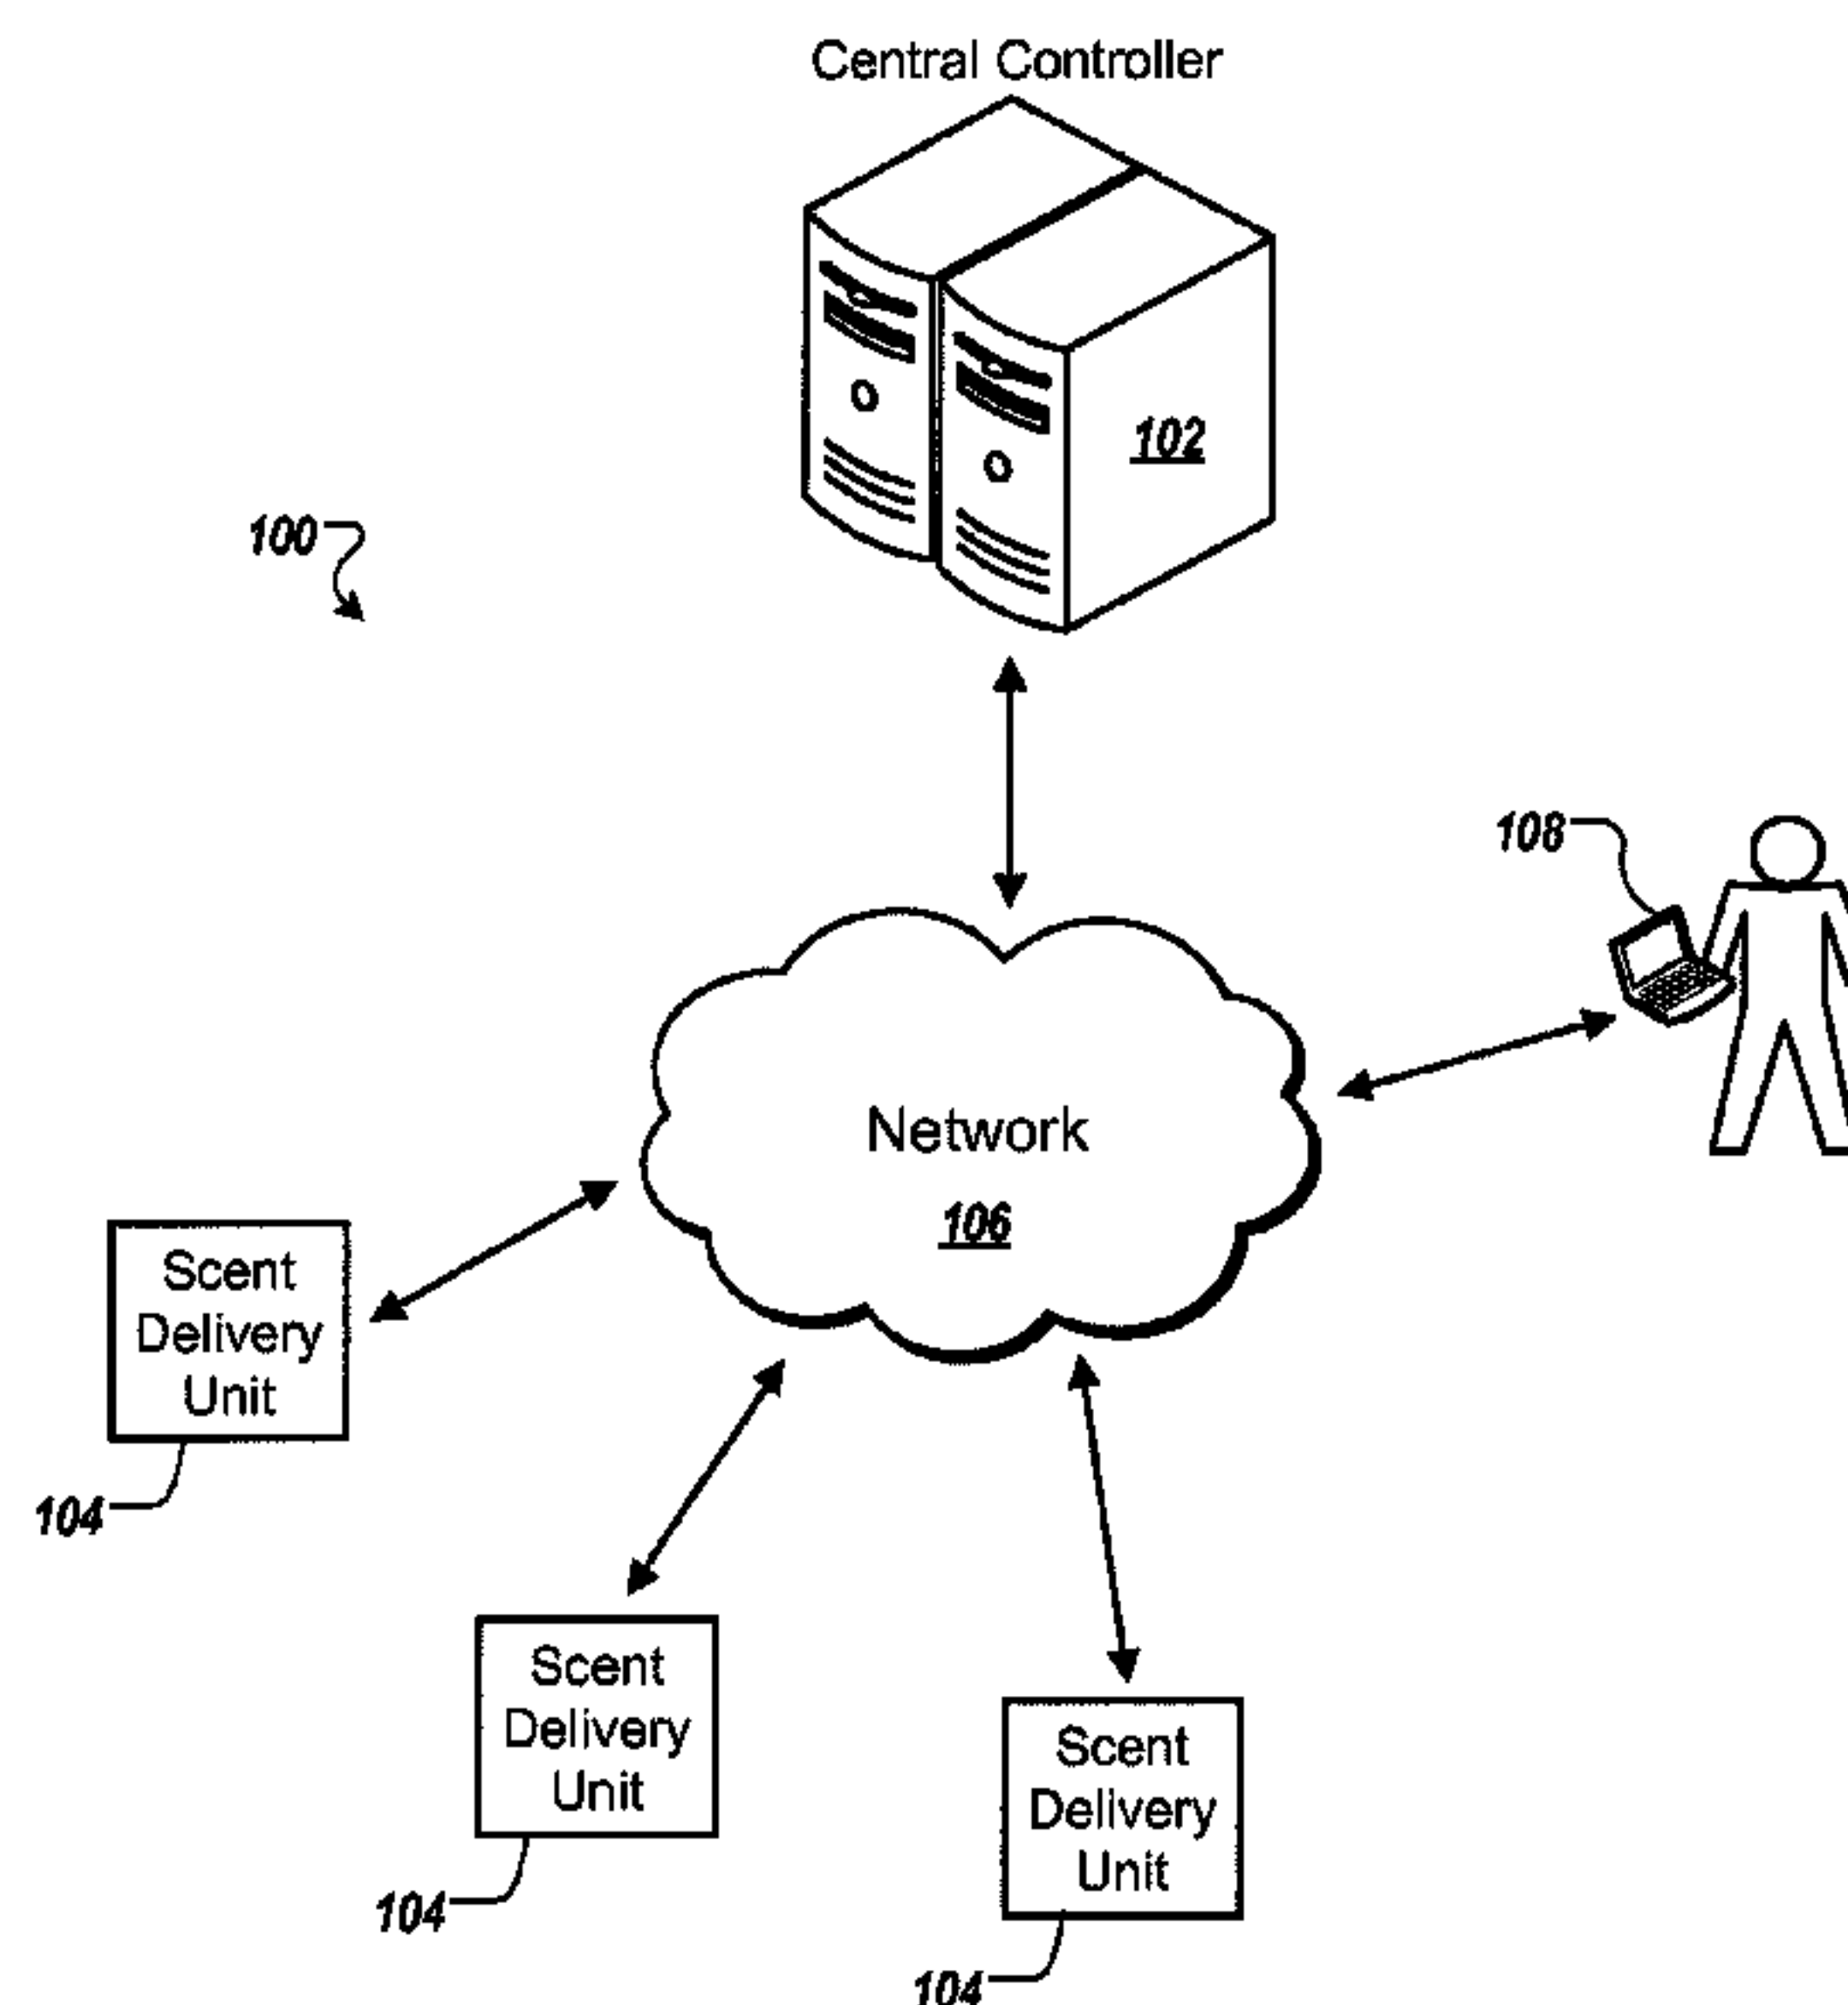 Central Controller
102
100
108
Network
106
Scent
Delivery
Unit
104
Scent
Delivery
Unit
104
Scent
Delivery
Unit
104